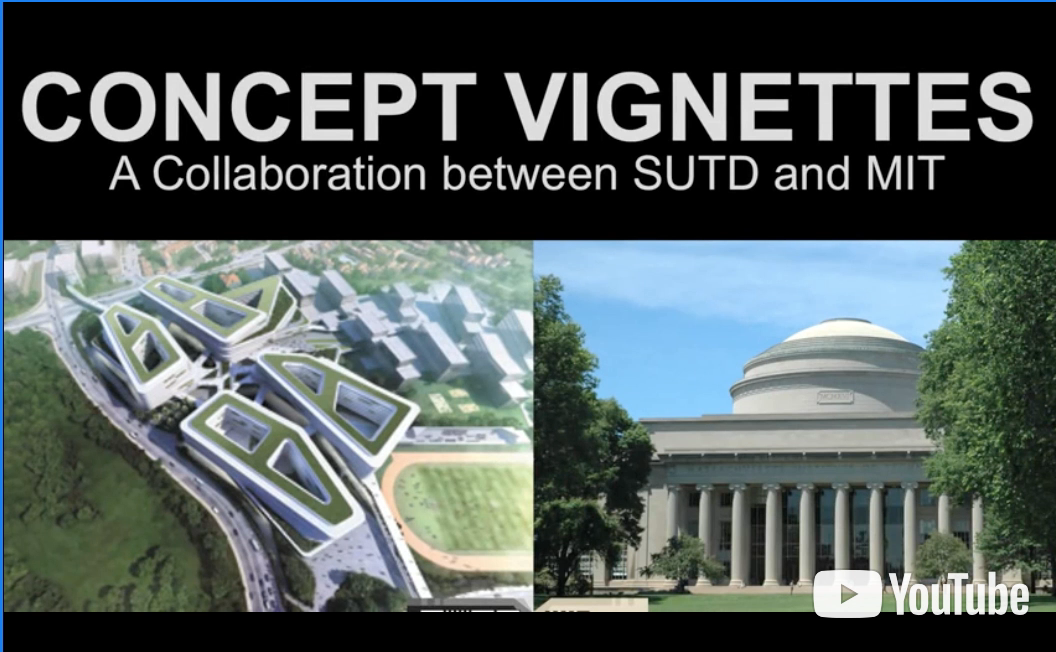 CONCEPT VIGNETTES
A Collaboration between SUTD and MIT
YouTube